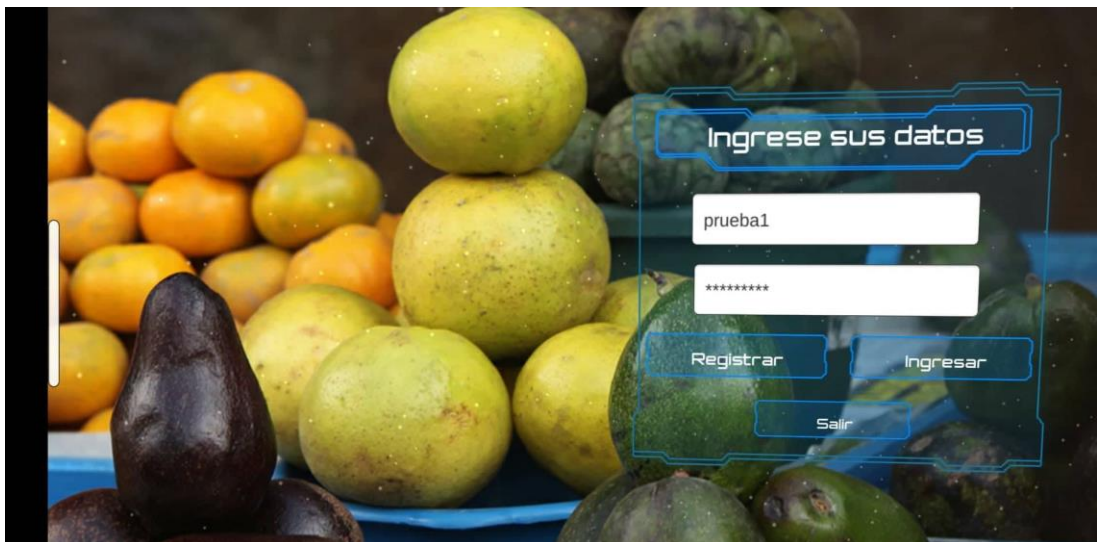 Ingrese sus datos
prueba1
*********
Registrar
Ingresar
Salir